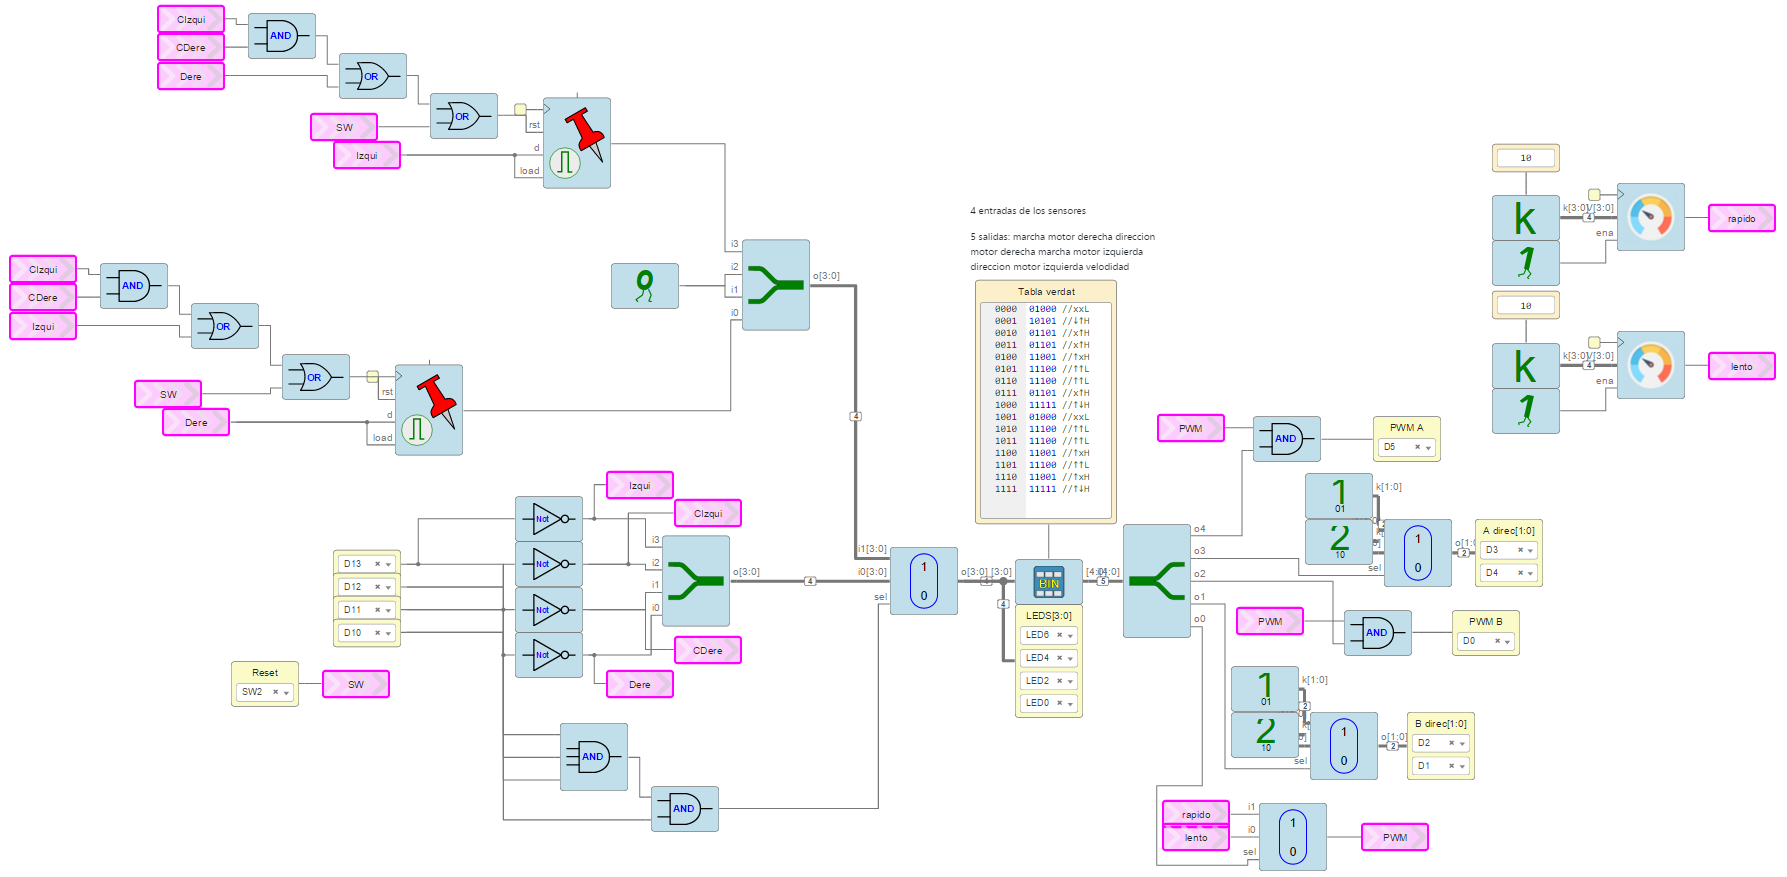 CIzqui
CDere
Dere
AND
OR
OR
SW
Izqui
rst
d
load
CIzqui
CDere
Izqui
AND
OR
OR
SW
Dere
rst
d
load
0
i3
i2
i1
i0
o[3:0]
4
4 entradas de los sensores
5 salidas: marcha motor derecha direccion
motor derecha marcha motor izquierda
direccion motor izquierda velodidad
Tabla verdat
0000 01000 //xxL
0001 10101 //↓↑H
0010 01101 //x↑H
0011 01101 //x↑H
0100 11001 //↑xH
0101 11100 //↑↑L
0110 11100 //↑↑L
0111 01101 //x↑H
1000 11111 //↑↓H
1001 01000 //xxL
1010 11100 //↑↑L
1011 11100 //↑↑L
1100 11001 //↑xH
1101 11100 //↑↑L
1110 11001 //↑xH
1111 11111 //↑↓H
10
k
1
k[3:0]
[3:0]
4
ena
rapido
10
k
1
k[3:0]
[3:0]
4
ena
lento
D13
D12
D11
D10
Reset
SW2
SW
Not
Not
Not
Not
Izqui
CIzqui
CDere
Dere
i3
i2
i1
i0
o[3:0]
4
AND
AND
i1[3:0]
i0[3:0]
sel
1
0
o[3:0]
[3:0]
4
BIN
LEDS[3:0]
LED6
LED4
LED2
LED0
5
o4
o3
o2
o1
o0
PWM
AND
PWM A
D5
1
01
2
10
k[1:0]
1
0
sel
2
A direc[1:0]
D3
D4
PWM
AND
PWM B
D0
1
01
2
10
k[1:0]
2
1
0
sel
o[1:0]
2
B direc[1:0]
D2
D1
rapido
lento
i1
i0
sel
1
0
PWM